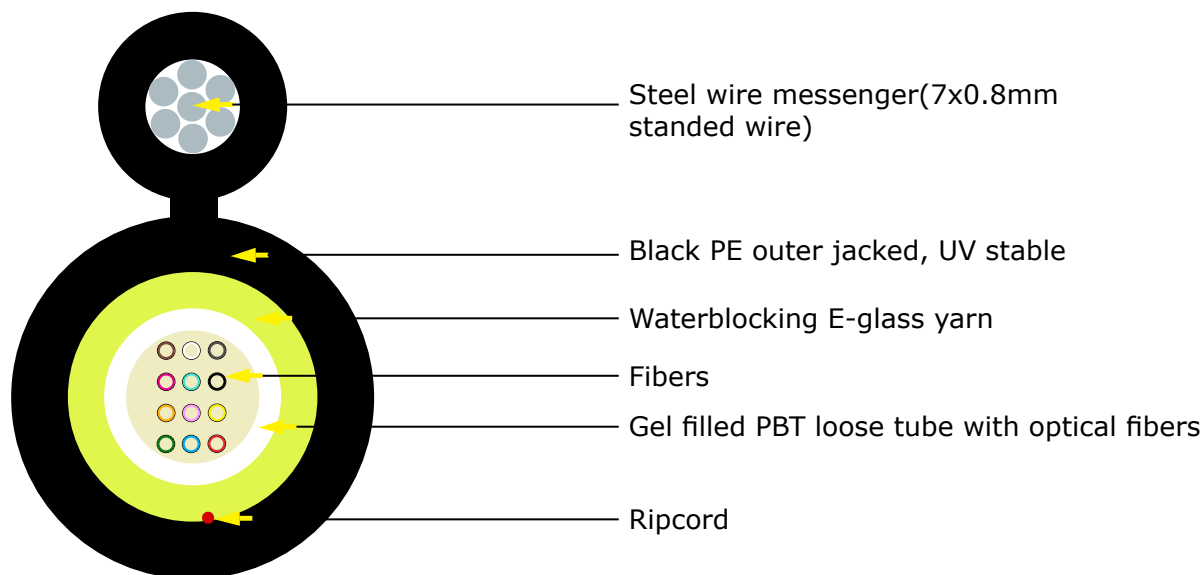 Steel wire messenger(7x0.8mm
standed wire)
Black PE outer jacked, UV stable
Waterblocking E-glass yarn
Fibers
Gel filled PBT loose tube with optical fibers
Ripcord